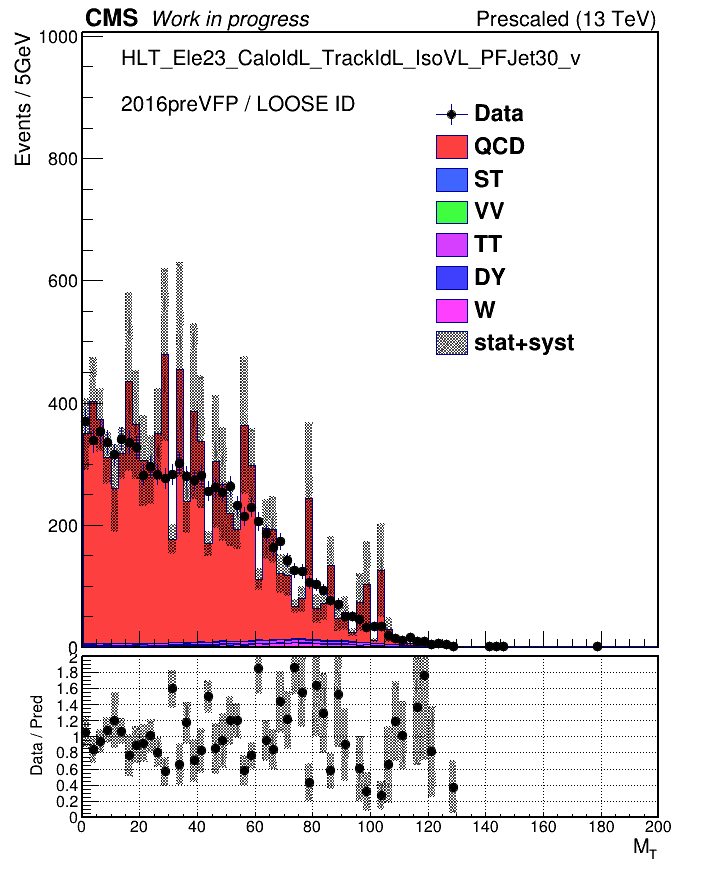 CMS Work in progress Prescaled (13 TeV)
HLT_Ele23_CaloIdL_TrackIdL_IsoVL_PFJet30_v
2016preVFP / LOOSE ID
Events / 5GeV
1000
800
600
400
200
0
Data
QCD
ST
VV
TT
DY
W
stat+syst
Data / Pred
2
1.8
1.6
1.4
1.2
1
0.8
0.6
0.4
0.2
0
0 20 40 60 80 100 120 140 160 180 200
M_T